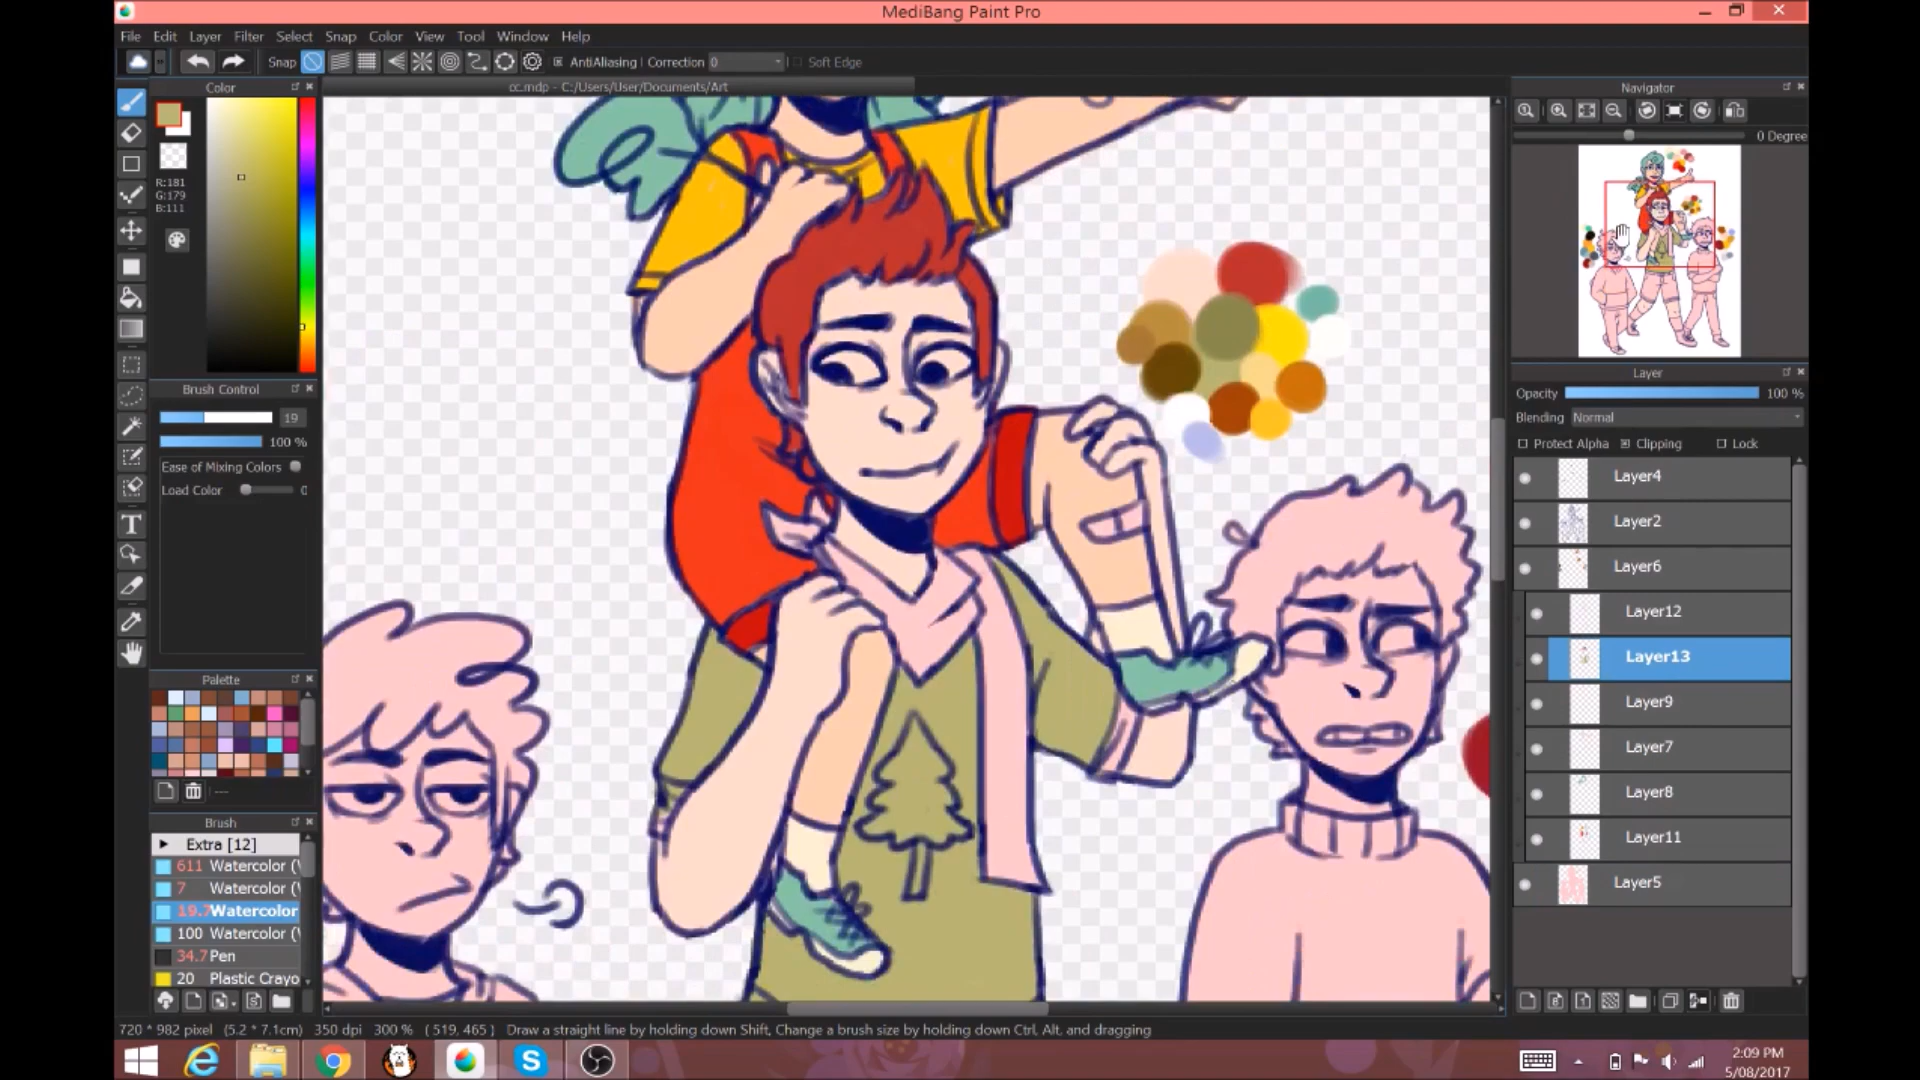 MediBang Paint Pro
File Edit Layer Filter Select Snap Color View Tool Window Help
Snap AntiAliasing Correction 0 Soft Edge
Color
cc.mdp - C:/Users/User/Documents/Art
Navigator
0 Degree
R:181
G:179
B:111
Layer
Opacity 100 %
Blending Normal
Protect Alpha Clipping Lock
Brush Control
19
100 %
Ease of Mixing Colors
Load Color
Layer4
Layer2
Layer6
Layer12
Layer13
Layer9
Layer7
Layer8
Layer11
Layer5
Palette
---
Brush
Extra [12]
611 Watercolor
7 Watercolor
19.7 Watercolor
100 Watercolor
34.7 Pen
20 Plastic Crayo
T
720 * 982 pixel (5.2 * 7.1cm) 350 dpi 300 % ( 519, 465 ) Draw a straight line by holding down Shift, Change a brush size by holding down Ctrl, Alt, and dragging
2:09 PM
5/08/2017